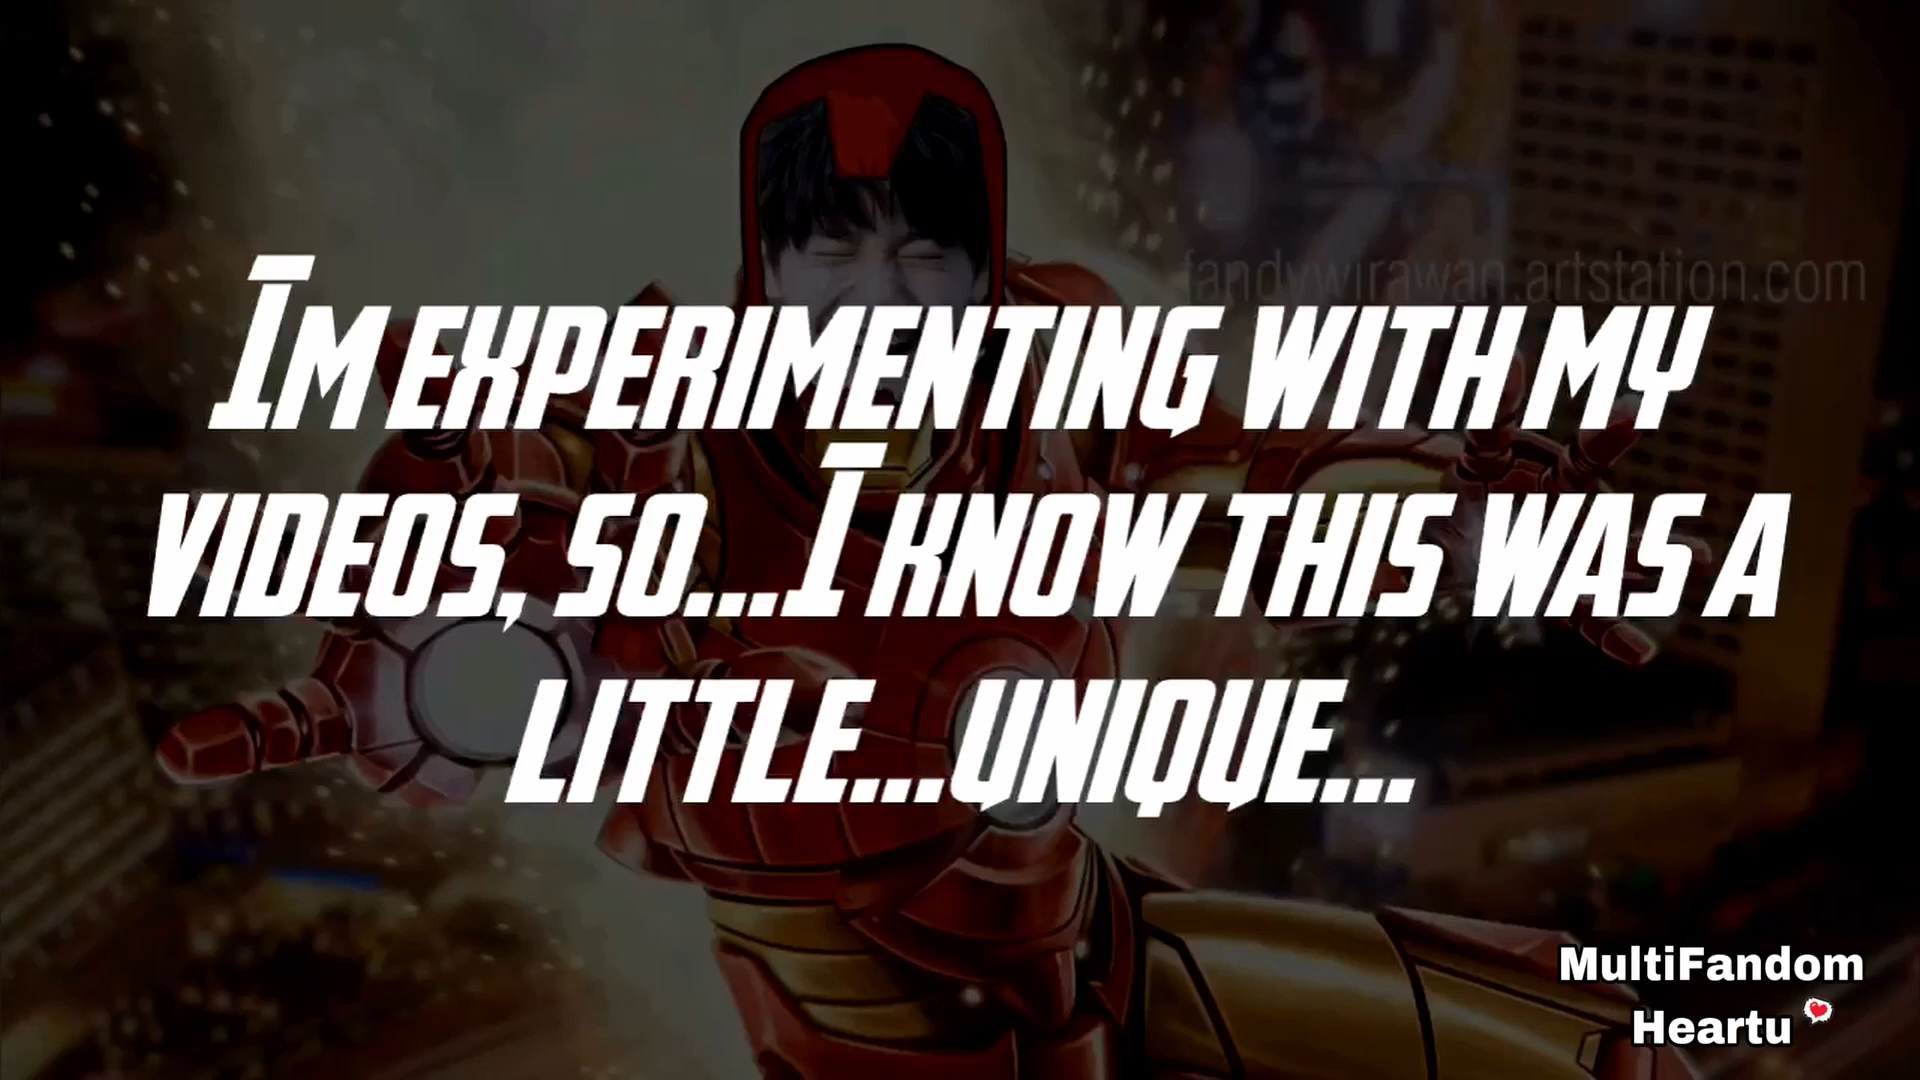 fandywirawan.artstation.com
Im EXPERIMENTING WITH MY
VIDEOS, SO...I KNOW THIS WAS A
LITTLE...UNIQUE...
MultiFandom
Heartu